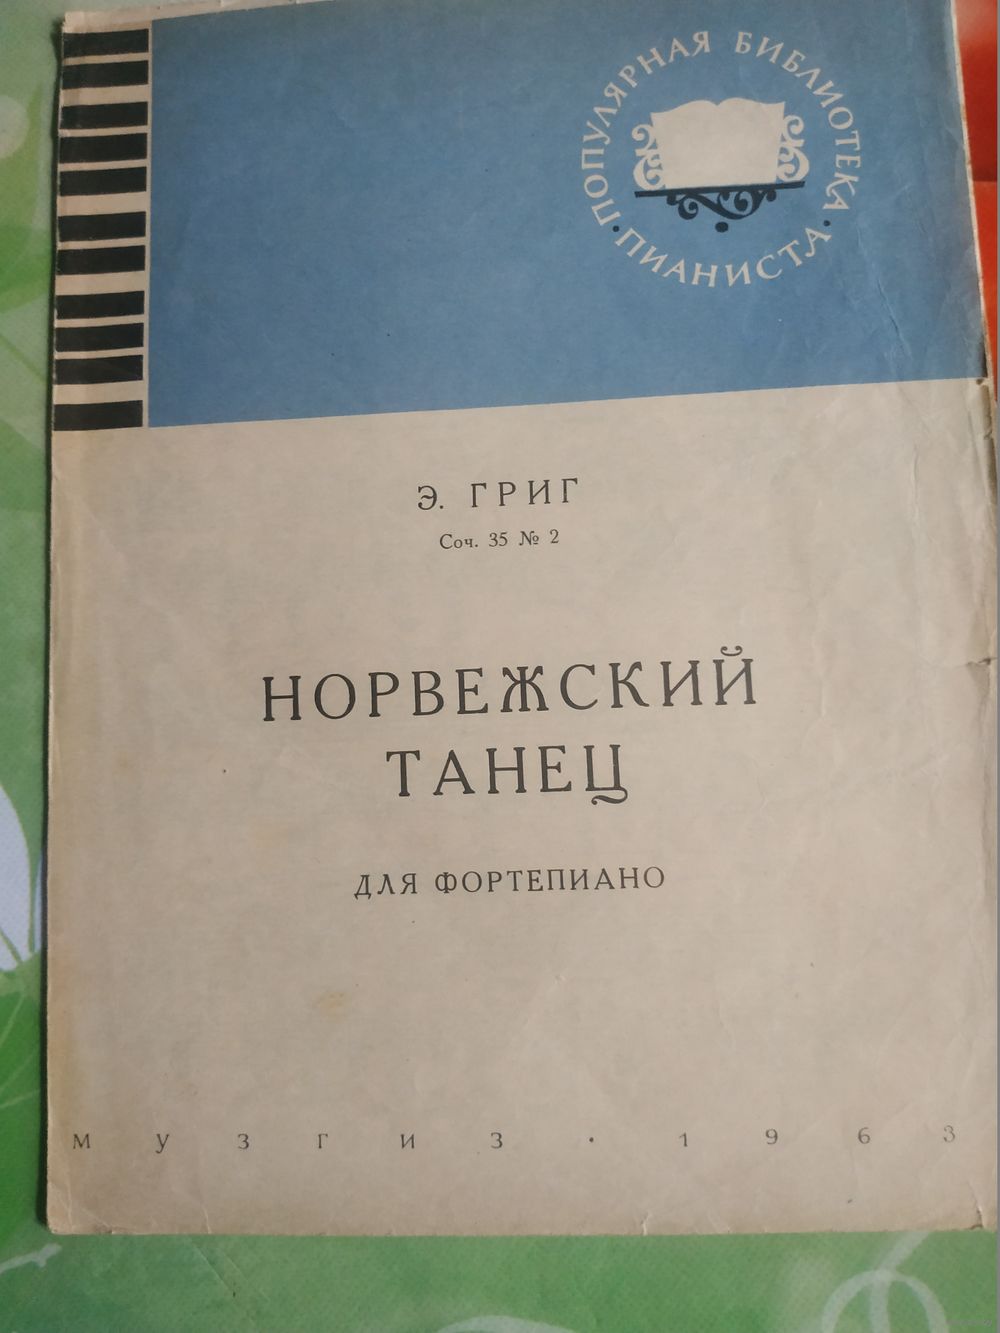 ПОПУЛЯРНАЯ БИБЛИОТЕКА
· ПИАНИСТА ·
Э. ГРИГ
Соч. 35 № 2
НОРВЕЖСКИЙ
ТАНЕЦ
ДЛЯ ФОРТЕПИАНО
МУЗГИЗ · 1963